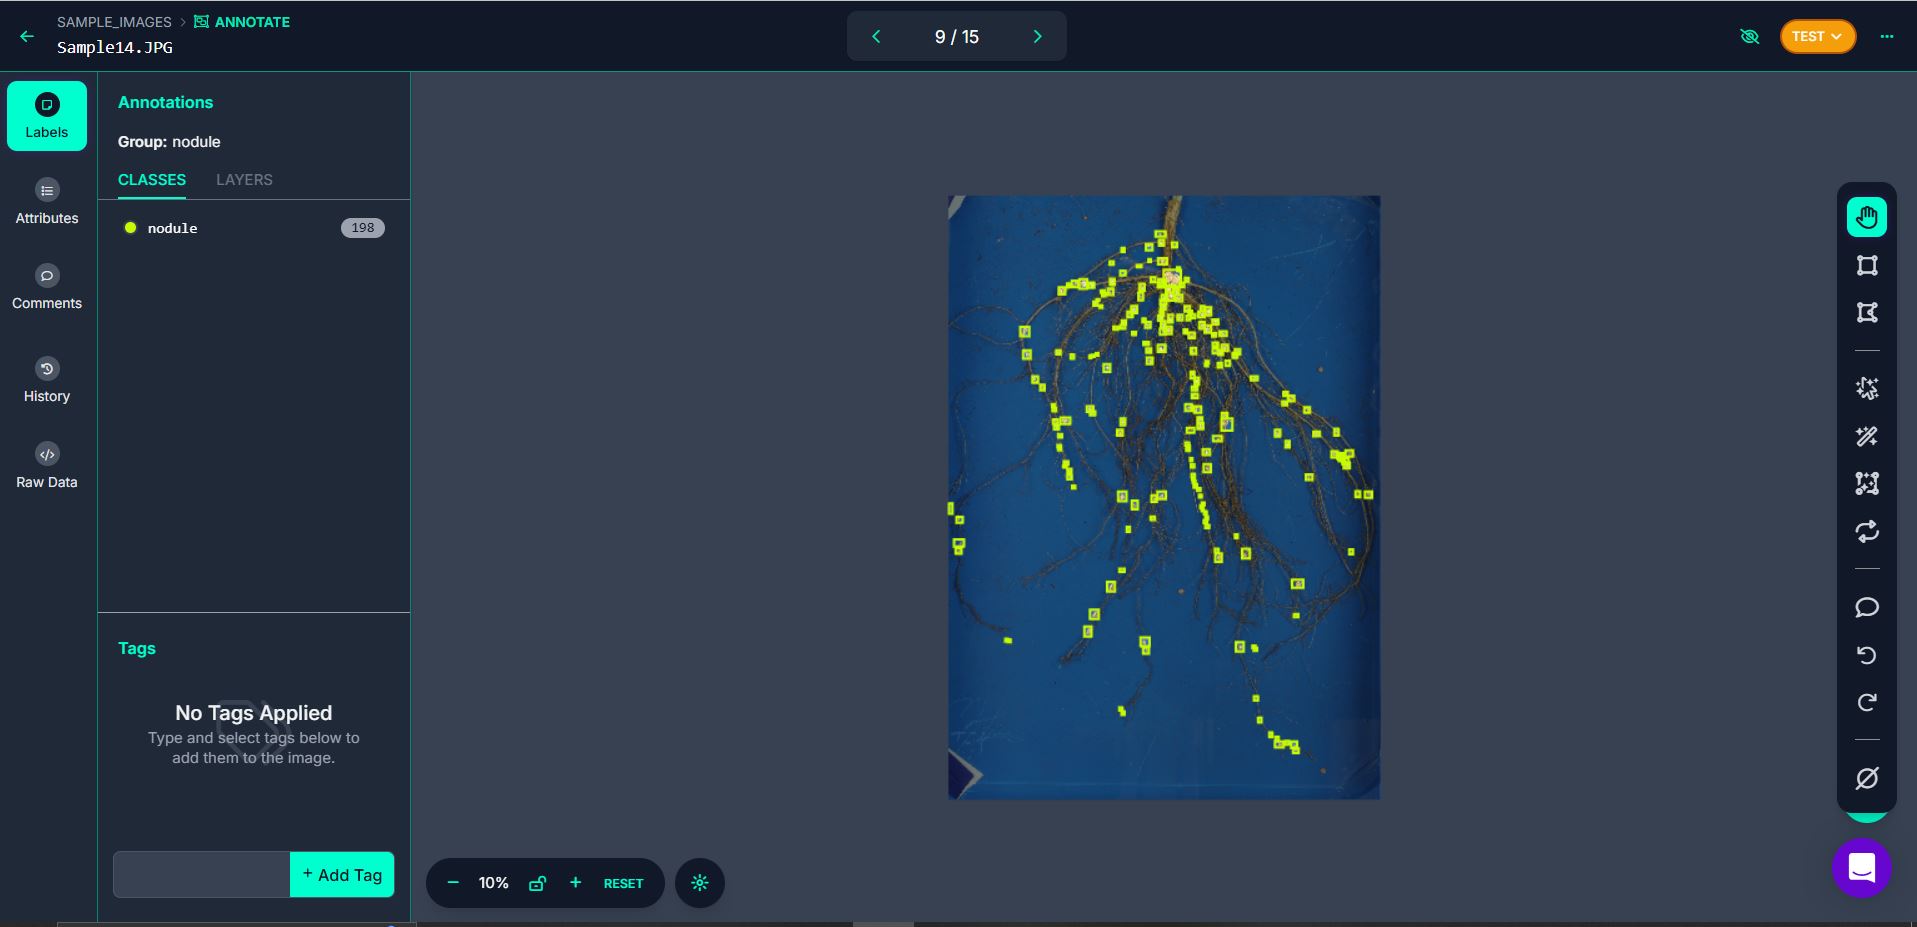 SAMPLE_IMAGES > ANNOTATE
Sample14.JPG
9 / 15
TEST
Labels
Attributes
Comments
History
Raw Data
Annotations
Group: nodule
CLASSES LAYERS
nodule 198
Tags
No Tags Applied
Type and select tags below to
add them to the image.
+ Add Tag
10% RESET